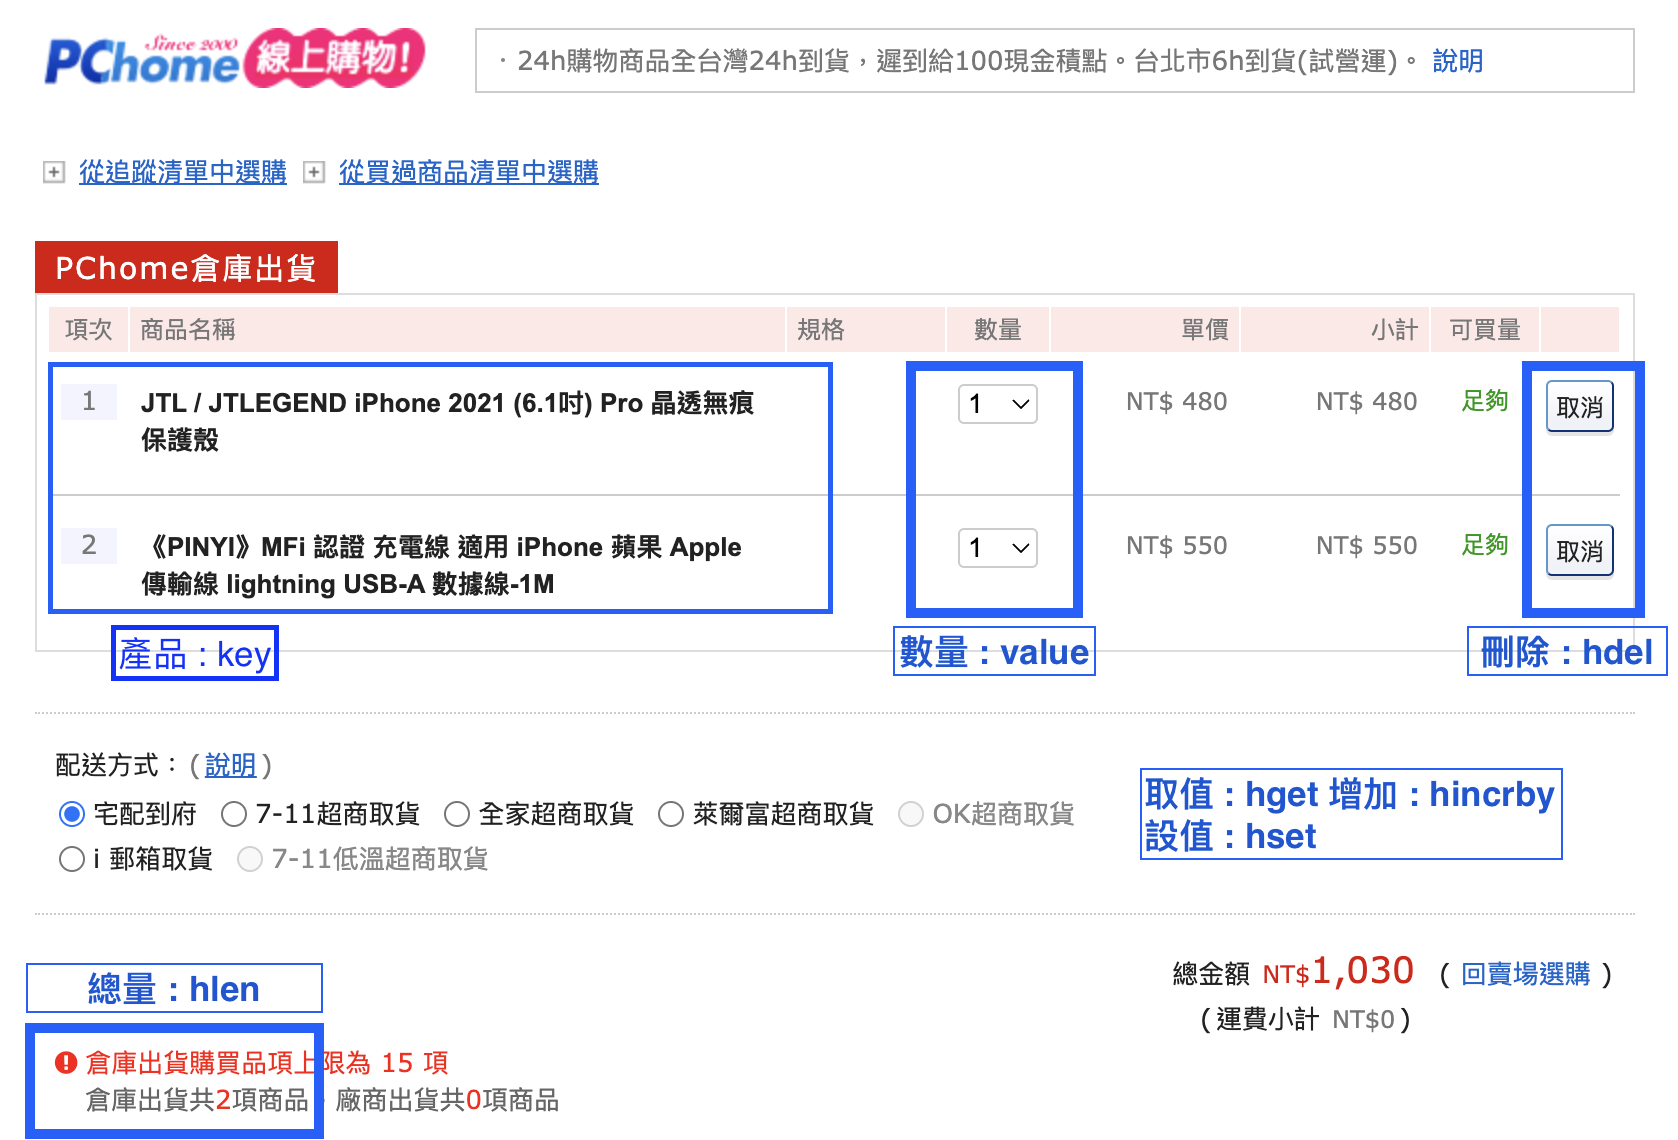 Since 2000
PChome 線上購物!
· 24h購物商品全台灣24h到貨，遲到給100現金積點。台北市6h到貨(試營運)。 說明
從追蹤清單中選購 從買過商品清單中選購
PChome倉庫出貨
項次 商品名稱 規格 數量 單價 小計 可買量
1 JTL / JTLEGEND iPhone 2021 (6.1吋) Pro 晶透無痕 1 NT$ 480 NT$ 480 足夠 取消
保護殼
2 《PINYI》MFi 認證 充電線 適用 iPhone 蘋果 Apple 1 NT$ 550 NT$ 550 足夠 取消
傳輸線 lightning USB-A 數據線-1M
產品 : key 數量 : value 刪除 : hdel
配送方式：(說明)
宅配到府 7-11超商取貨 全家超商取貨 萊爾富超商取貨 OK超商取貨
i 郵箱取貨 7-11低溫超商取貨
取值 : hget 增加 : hincrby
設值 : hset
總金額 NT$1,030 ( 回賣場選購 )
(運費小計 NT$0)
總量 : hlen
倉庫出貨購買品項上限為 15 項
倉庫出貨共2項商品、廠商出貨共0項商品